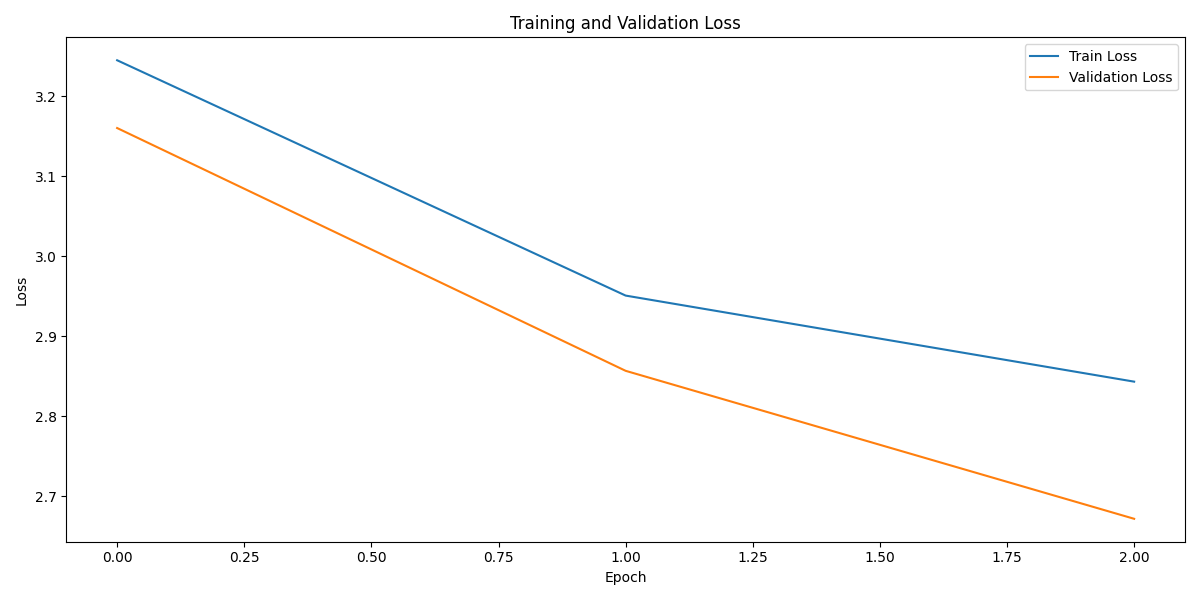 Training and Validation Loss
Train Loss
Validation Loss
3.2
3.1
3.0
2.9
2.8
2.7
Loss
0.00 0.25 0.50 0.75 1.00 1.25 1.50 1.75 2.00
Epoch